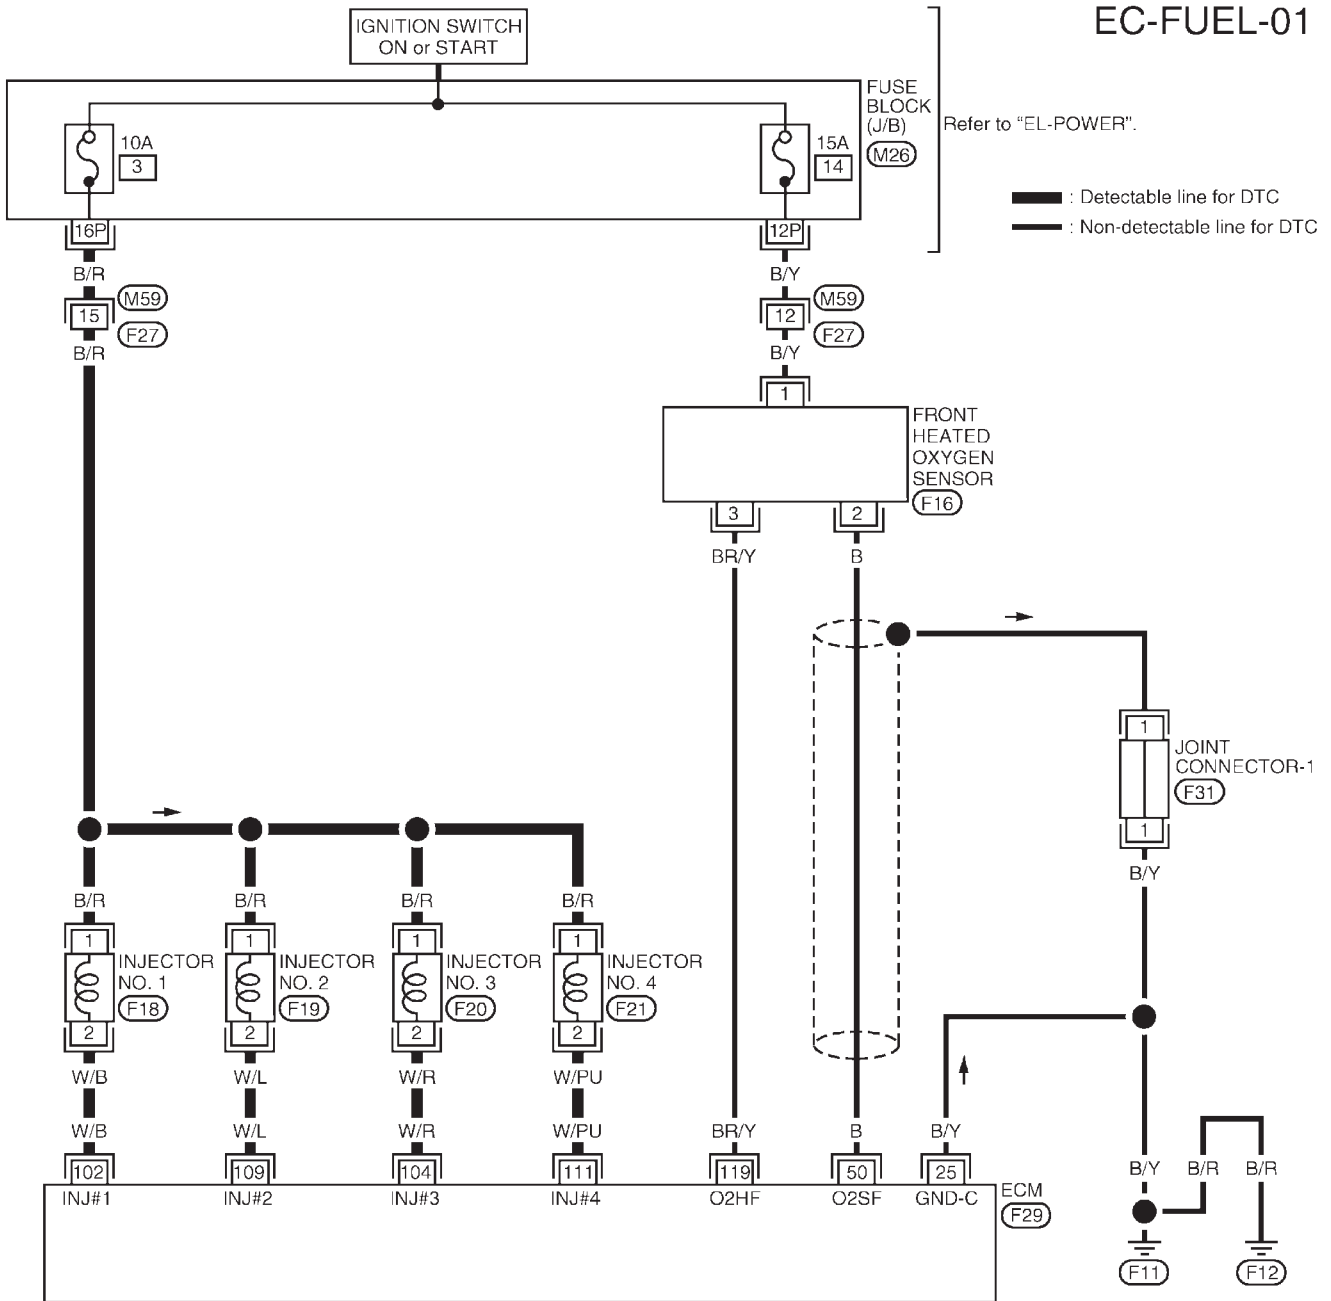 EC-FUEL-01
IGNITION SWITCH
ON or START
FUSE
BLOCK
(J/B)
M26
Refer to “EL-POWER”.
10A
3
15A
14
: Detectable line for DTC
: Non-detectable line for DTC
16P
12P
B/R
B/Y
15
M59
F27
12
M59
F27
B/R
B/Y
1
FRONT
HEATED
OXYGEN
SENSOR
F16
3
2
BR/Y
B
1
JOINT
CONNECTOR-1
F31
1
B/Y
B/R
B/R
B/R
B/R
1
INJECTOR
NO. 1
F18
2
1
INJECTOR
NO. 2
F19
2
1
INJECTOR
NO. 3
F20
2
1
INJECTOR
NO. 4
F21
2
W/B
W/L
W/R
W/PU
W/B
W/L
W/R
W/PU
BR/Y
B
B/Y
B/Y
B/R
B/R
102
109
104
111
119
50
25
INJ#1
INJ#2
INJ#3
INJ#4
O2HF
O2SF
GND-C
ECM
F29
F11
F12